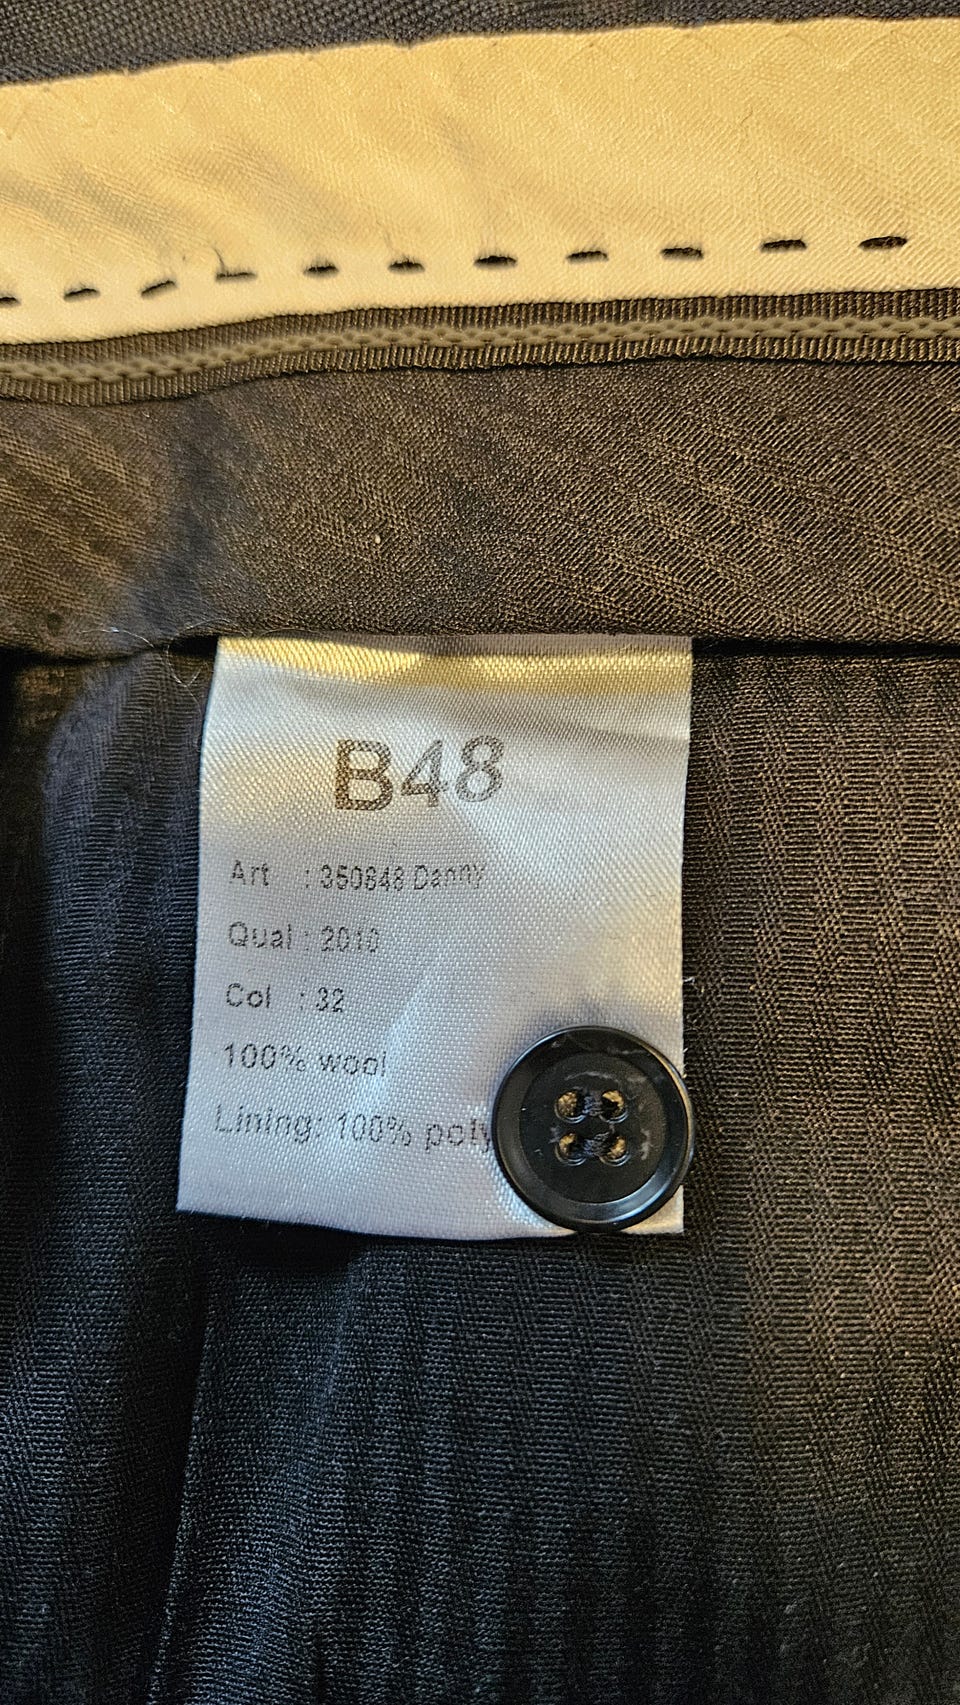 B48
Art : 350848 Danny
Qual : 2010
Col : 32
100% wool
Lining: 100% poly